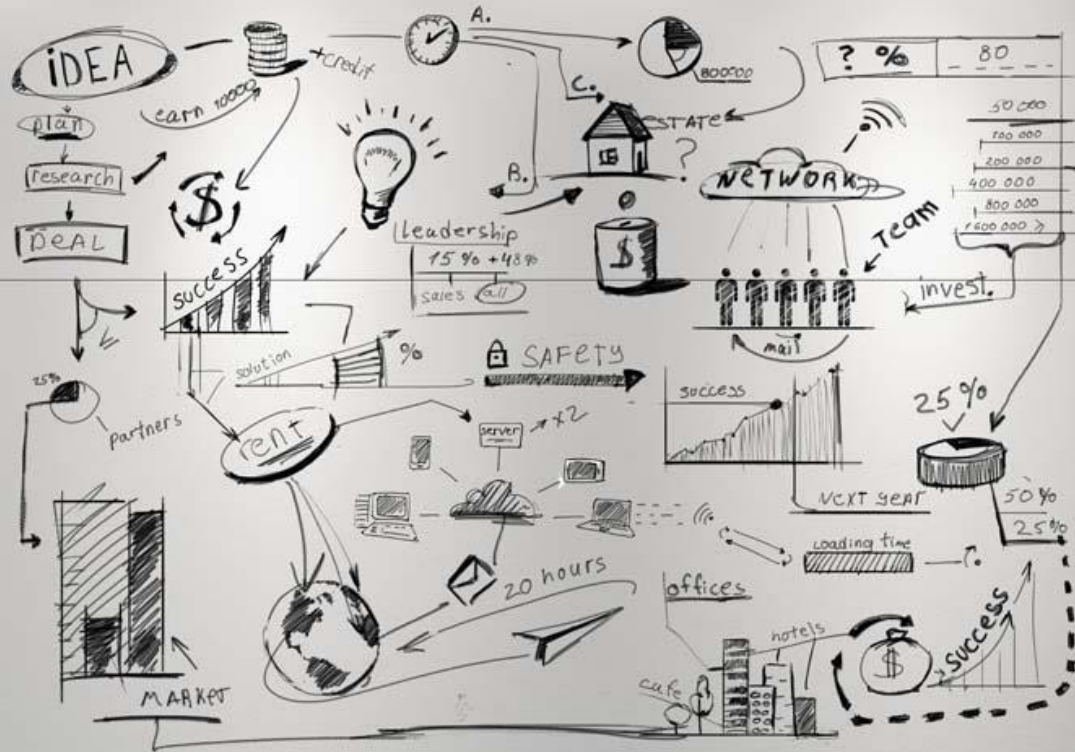 iDEA
+credit
earn 10000
plan
research
DEAL
A.
B.
C.
800000
ESTATE
?
? % 80
50 000
100 000
200 000
400 000
800 000
1600 000
invest.
$
SUCCESS
Leadership
15% +48%
sales all
$
NETWORK
TEAM
mail
solution
%
SAFETY
25%
partners
rent
server
x2
success
NEXT YEAR
25%
50%
25%
Loading time
MARKET
20 hours
offices
hotels
cafe
$
SUCCESS